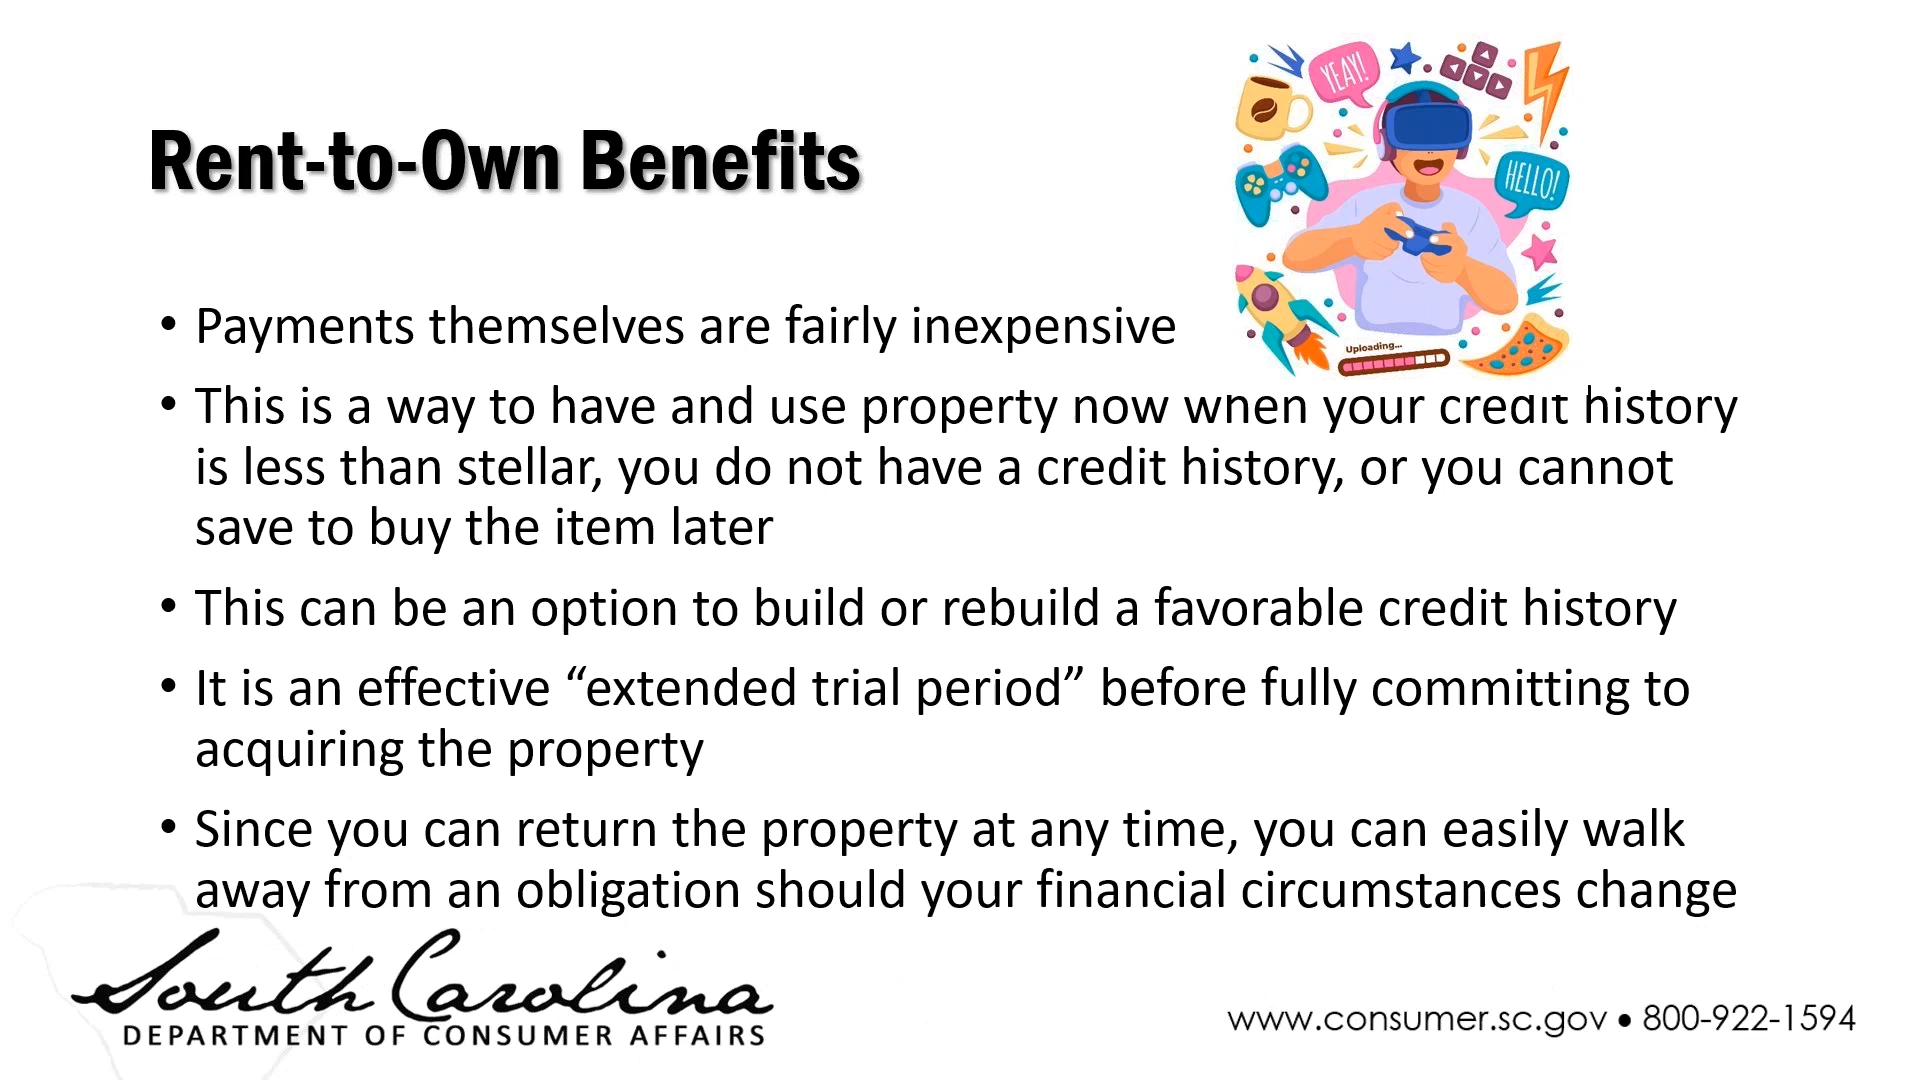 YEAY!
Rent-to-Own Benefits
HELLO!
Uploading...
• Payments themselves are fairly inexpensive
• This is a way to have and use property now when your credit history
is less than stellar, you do not have a credit history, or you cannot
save to buy the item later
• This can be an option to build or rebuild a favorable credit history
• It is an effective “extended trial period” before fully committing to
acquiring the property
• Since you can return the property at any time, you can easily walk
away from an obligation should your financial circumstances change
South Carolina
DEPARTMENT OF CONSUMER AFFAIRS
www.consumer.sc.gov • 800-922-1594